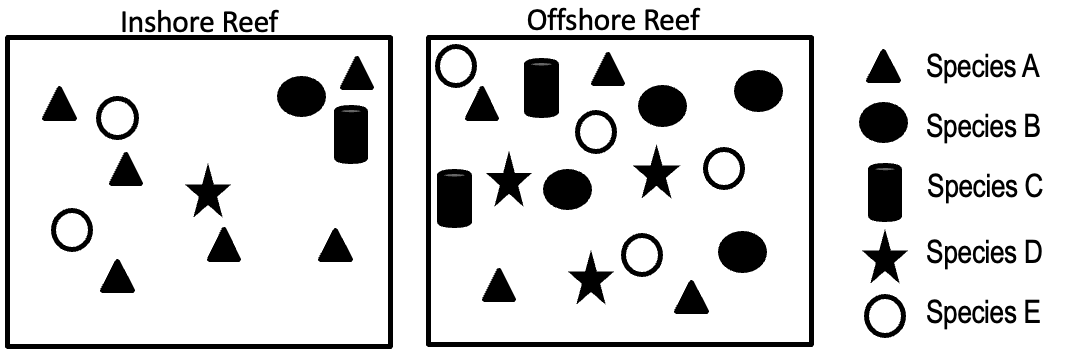 Inshore Reef
Offshore Reef
Species A
Species B
Species C
Species D
Species E